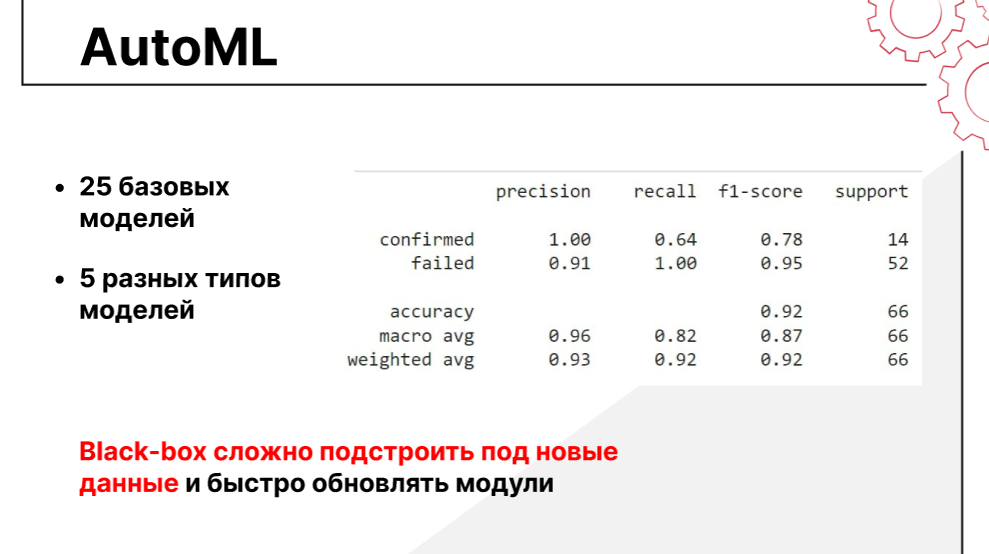 AutoML
• 25 базовых
моделей
• 5 разных типов
моделей
precision recall f1-score support
confirmed 1.00 0.64 0.78 14
failed 0.91 1.00 0.95 52
accuracy 0.92 66
macro avg 0.96 0.82 0.87 66
weighted avg 0.93 0.92 0.92 66
Black-box сложно подстроить под новые
данные и быстро обновлять модули